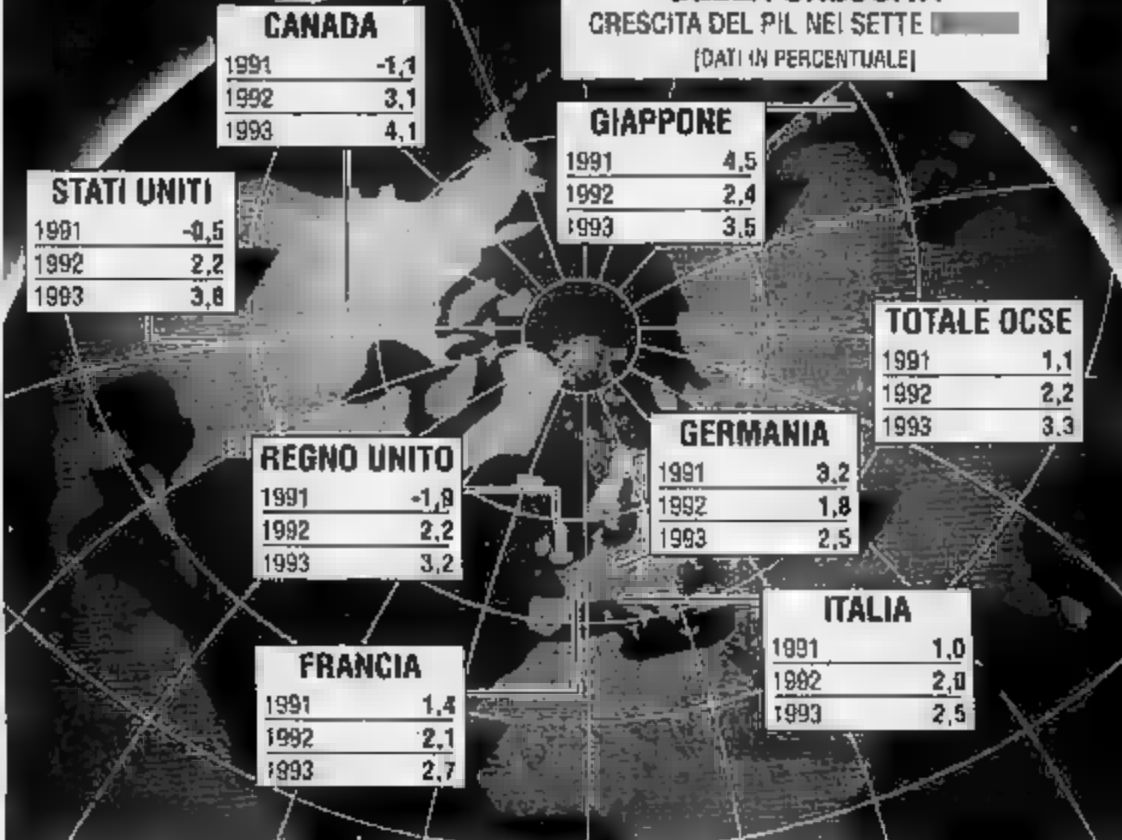 CRESCITA DEL PIL NEI SETTE
[DATI IN PERCENTUALE]
CANADA
1991 -1,1
1992 3,1
1993 4,1
GIAPPONE
1991 4,5
1992 2,4
1993 3,5
STATI UNITI
1991 -0,5
1992 2,2
1993 3,8
TOTALE OCSE
1991 1,1
1992 2,2
1993 3,3
REGNO UNITO
1991 -1,9
1992 2,2
1993 3,2
GERMANIA
1991 3,2
1992 1,8
1993 2,5
ITALIA
1991 1,0
1992 2,0
1993 2,5
FRANCIA
1991 1,4
1992 2,1
1993 2,7